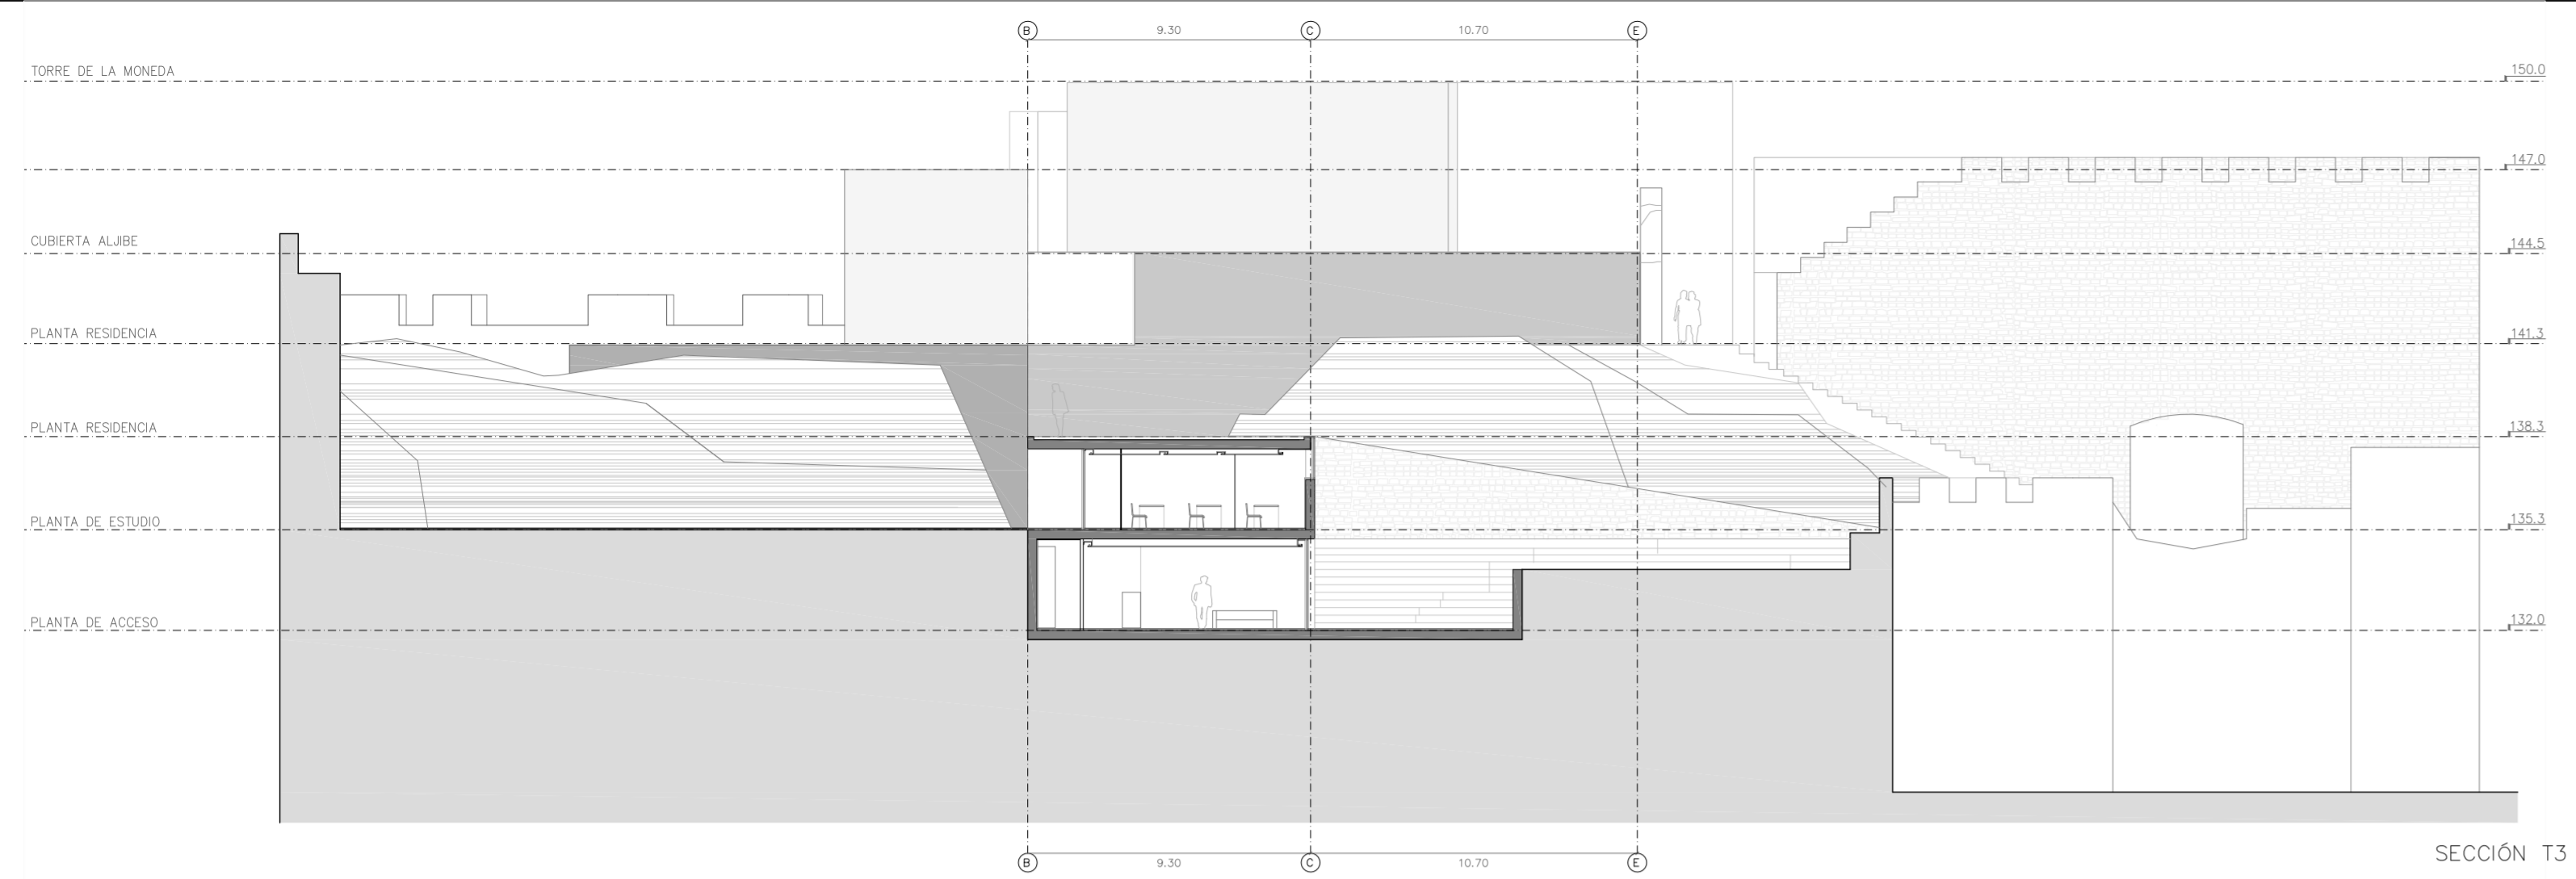 B 9.30 C 10.70 E
TORRE DE LA MONEDA 150.0
147.0
CUBIERTA ALJIBE 144.5
PLANTA RESIDENCIA 141.3
PLANTA RESIDENCIA 138.3
PLANTA DE ESTUDIO 135.3
PLANTA DE ACCESO 132.0
B 9.30 C 10.70 E
SECCIÓN T3